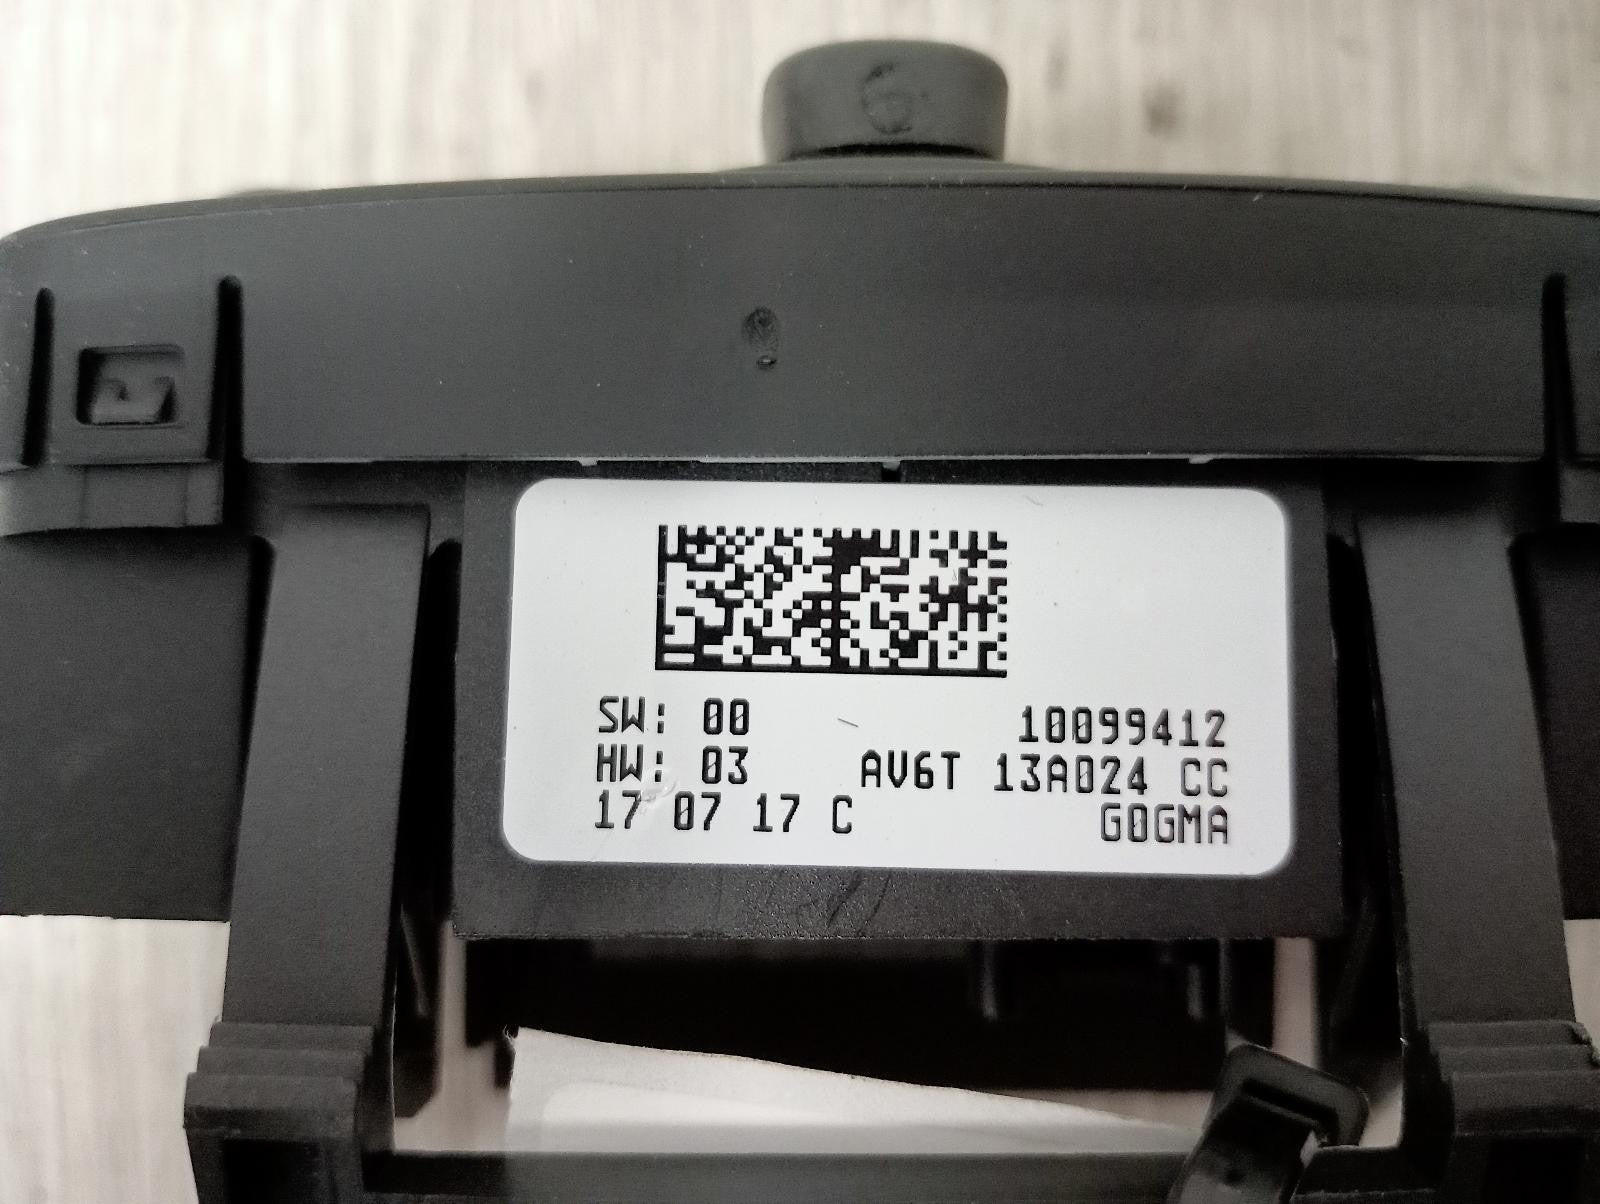 SW: 00
10099412
HW: 03
AV6T 13A024 CC
17 07 17 C
G0GMA